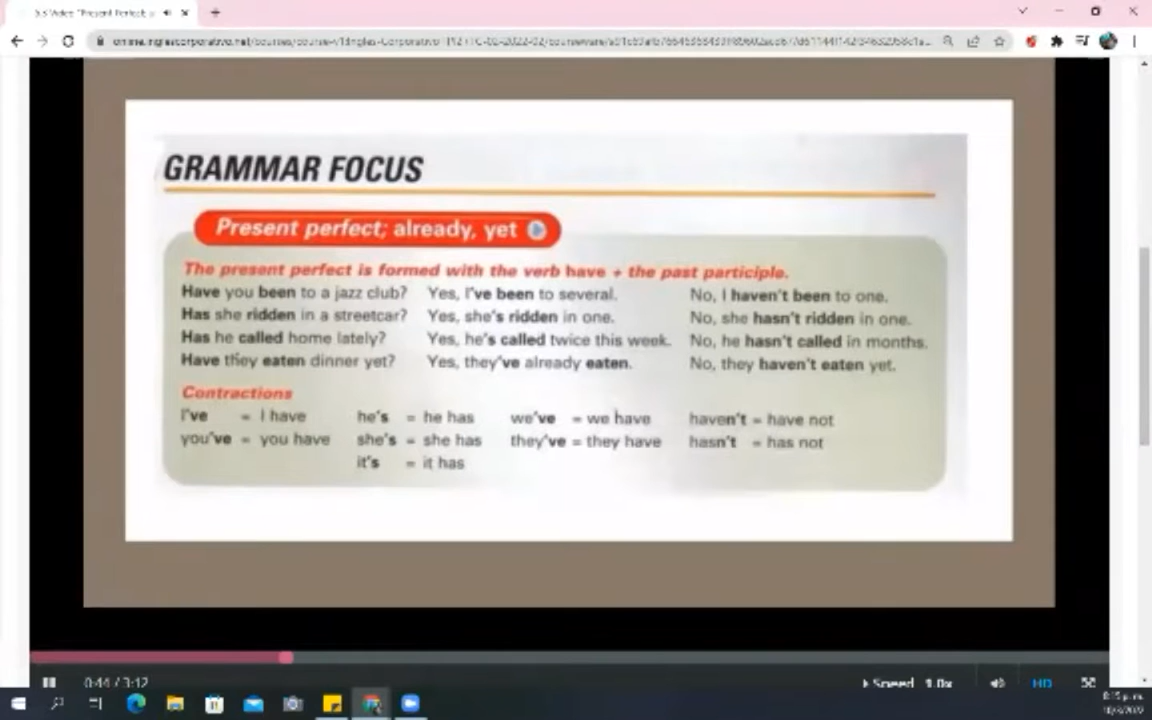 5.3 Video "Present Perfect;
GRAMMAR FOCUS
Present perfect; already, yet
The present perfect is formed with the verb have + the past participle.
Have you been to a jazz club? Yes, I've been to several. No, I haven't been to one.
Has she ridden in a streetcar? Yes, she's ridden in one. No, she hasn't ridden in one.
Has he called home lately? Yes, he's called twice this week. No, he hasn't called in months.
Have they eaten dinner yet? Yes, they've already eaten. No, they haven't eaten yet.
Contractions
I've = I have he's = he has we've = we have haven't = have not
you've = you have she's = she has they've = they have hasn't = has not
it's = it has
0:44 / 3:12 Speed 1.0x HD